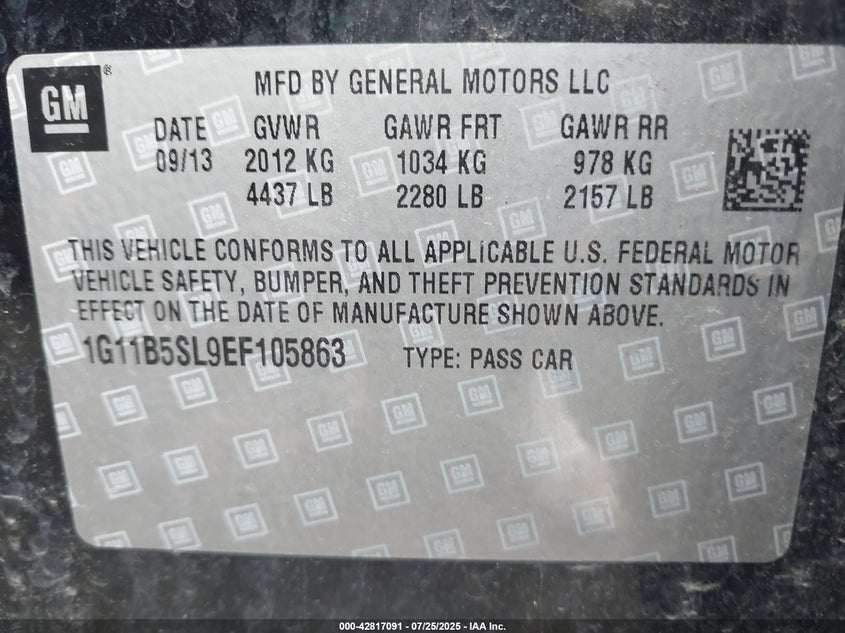 GM®
MFD BY GENERAL MOTORS LLC
DATE GVWR GAWR FRT GAWR RR
09/13 2012 KG 1034 KG 978 KG
4437 LB 2280 LB 2157 LB
THIS VEHICLE CONFORMS TO ALL APPLICABLE U.S. FEDERAL MOTOR
VEHICLE SAFETY, BUMPER, AND THEFT PREVENTION STANDARDS IN
EFFECT ON THE DATE OF MANUFACTURE SHOWN ABOVE.
1G11B5SL9EF105863 TYPE: PASS CAR
000-42817091 | 07/25/2025 - IAA Inc.